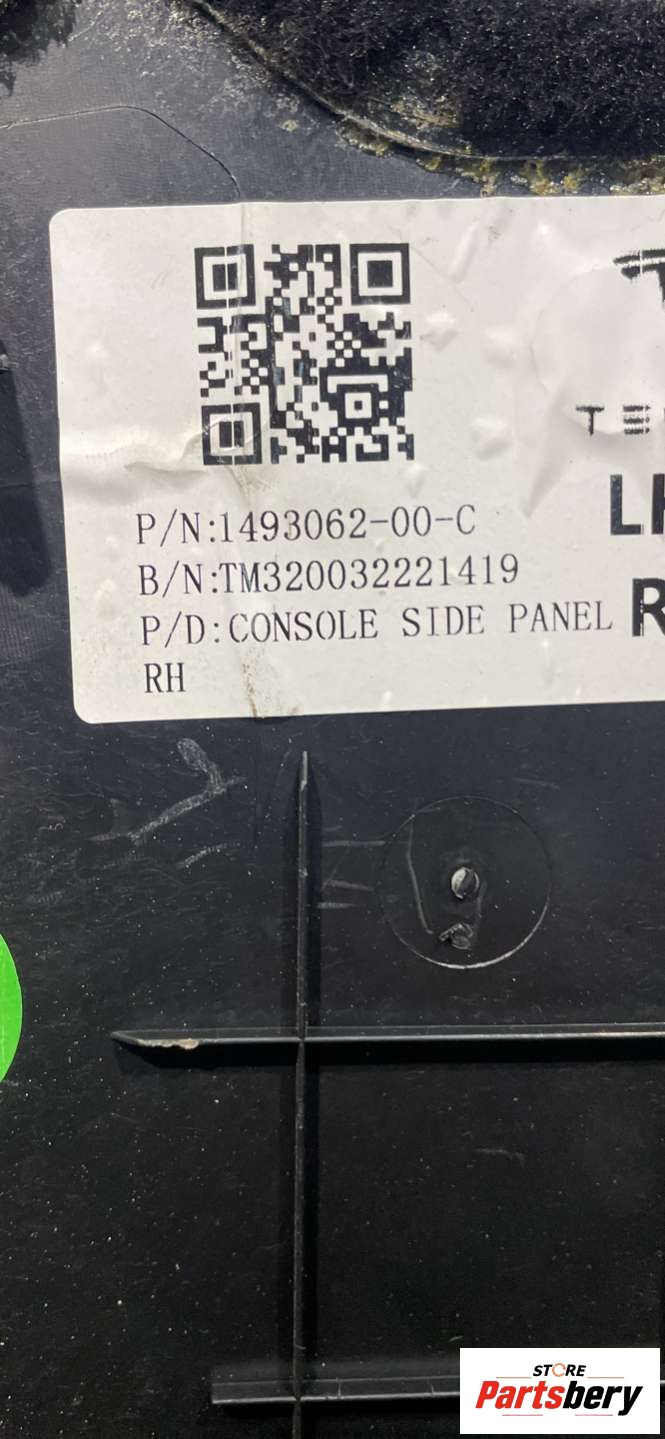 P/N:1493062-00-C
B/N:TM320032221419
P/D:CONSOLE SIDE PANEL
RH
STORE
Partsbery